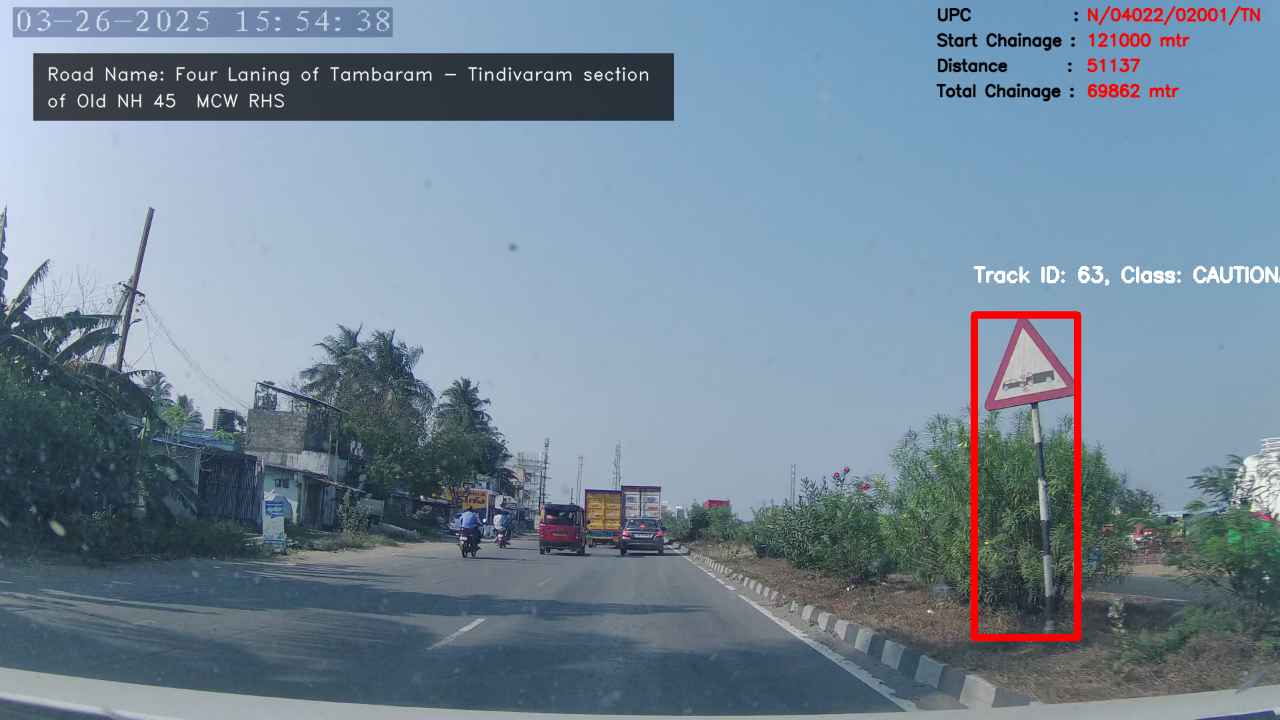 03-26-2025 15:54:38
Road Name: Four Laning of Tambaram - Tindivaram section
of Old NH 45 MCW RHS
UPC : N/04022/02001/TN
Start Chainage : 121000 mtr
Distance : 51137
Total Chainage : 69862 mtr
Track ID: 63, Class: CAUTION